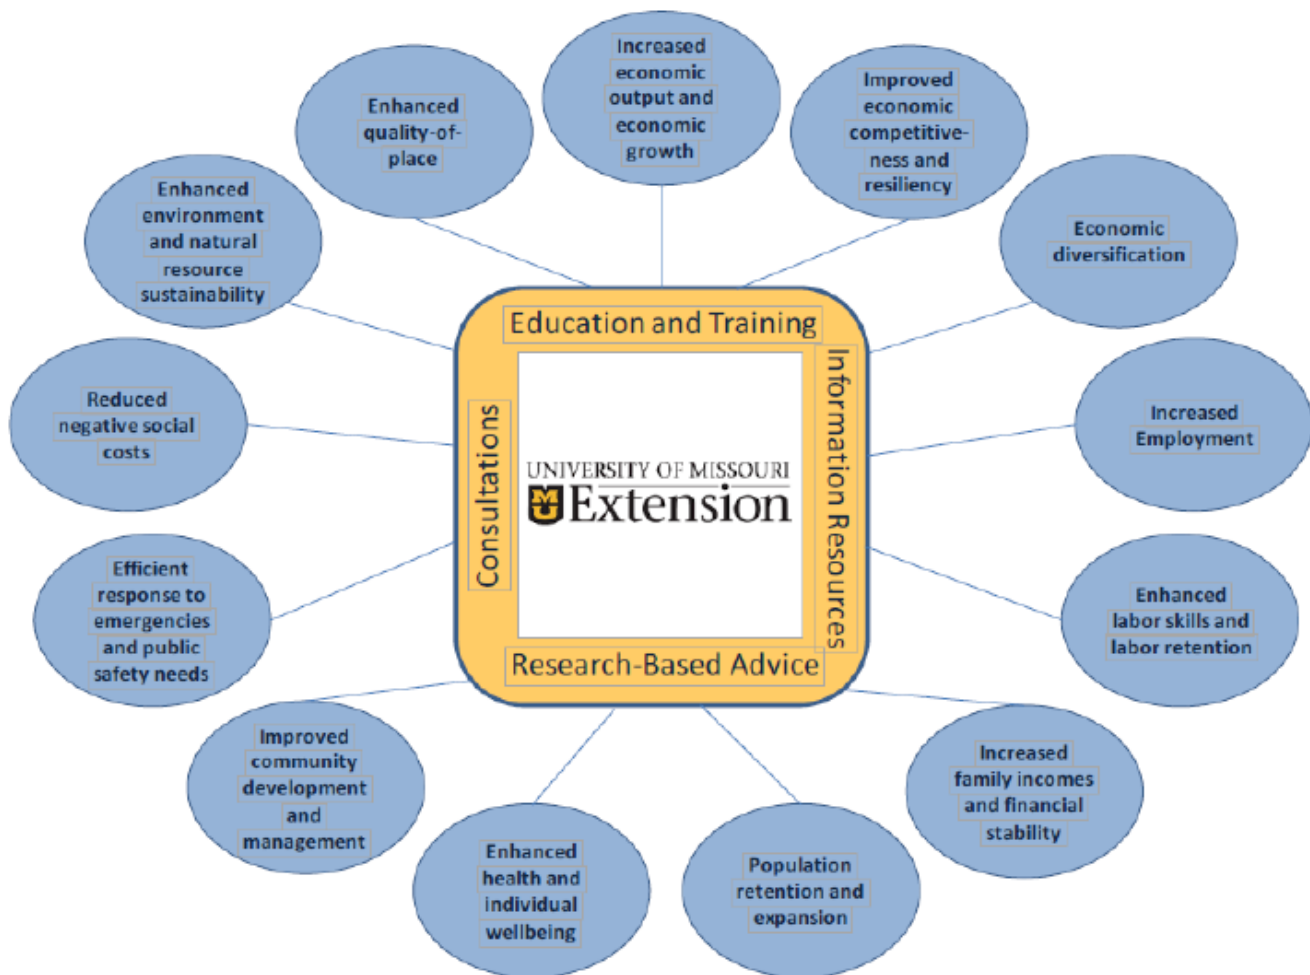 Increased
economic
output and
economic
growth
Improved
economic
competitive-
ness and
resiliency
Economic
diversification
Increased
Employment
Enhanced
labor skills and
labor retention
Increased
family incomes
and financial
stability
Population
retention and
expansion
Enhanced
health and
individual
wellbeing
Improved
community
development
and
management
Efficient
response to
emergencies
and public
safety needs
Reduced
negative social
costs
Enhanced
environment
and natural
resource
sustainability
Enhanced
quality-of-
place
Education and Training
Information Resources
Research-Based Advice
Consultations
UNIVERSITY OF MISSOURI
MU Extension